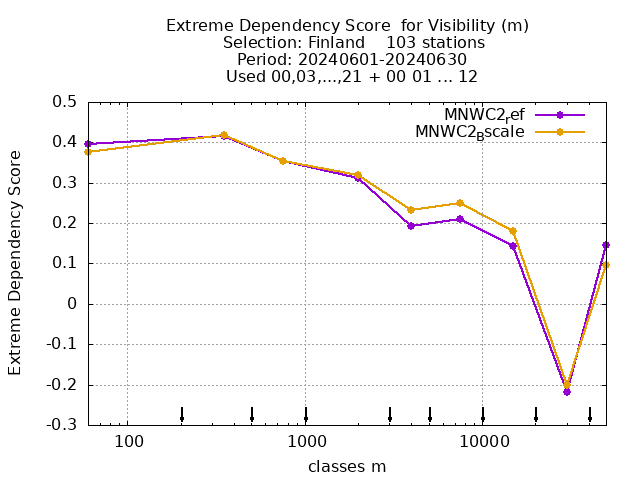 Extreme Dependency Score  for Visibility (m)
Selection: Finland    103 stations
Period: 20240601-20240630
Used 00,03,...,21 + 00 01 ... 12
MNWC2ref
MNWC2Bscale
Extreme Dependency Score
0.5
0.4
0.3
0.2
0.1
0
-0.1
-0.2
-0.3
100 1000 10000
classes m